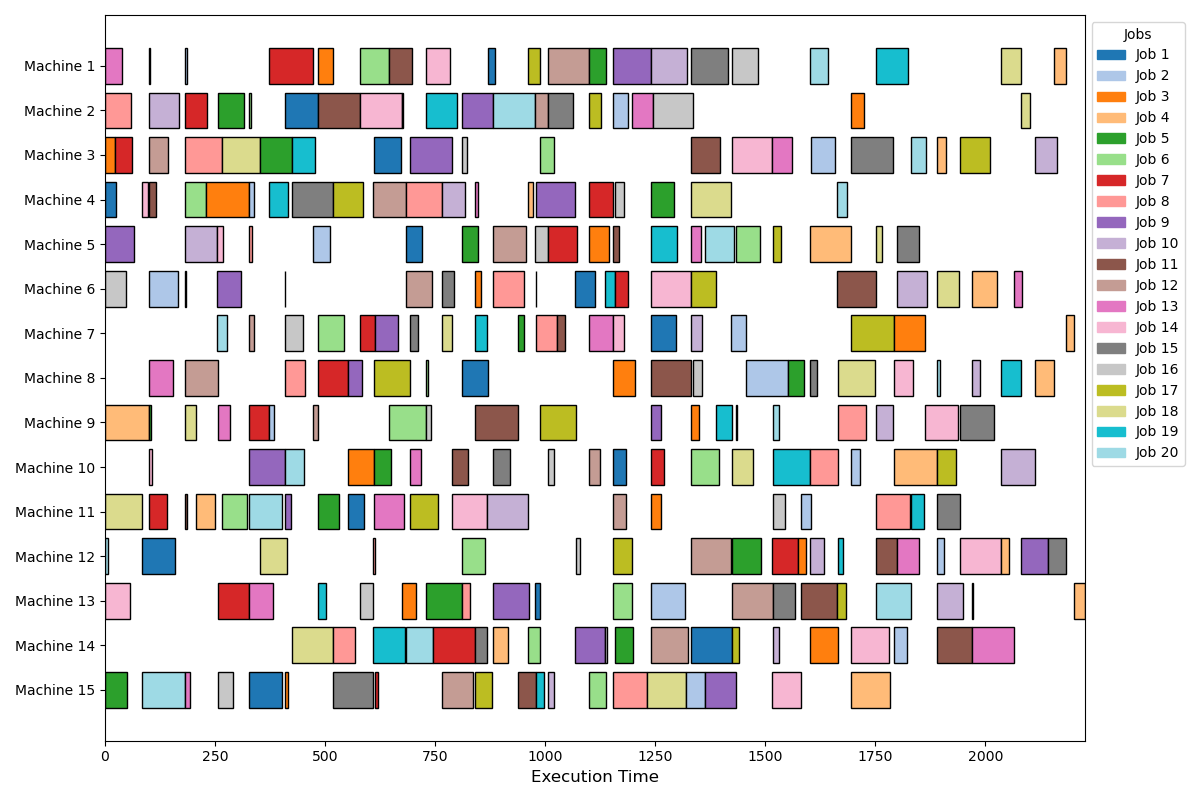 Machine 1
Machine 2
Machine 3
Machine 4
Machine 5
Machine 6
Machine 7
Machine 8
Machine 9
Machine 10
Machine 11
Machine 12
Machine 13
Machine 14
Machine 15
0 250 500 750 1000 1250 1500 1750 2000
Execution Time
Jobs
Job 1
Job 2
Job 3
Job 4
Job 5
Job 6
Job 7
Job 8
Job 9
Job 10
Job 11
Job 12
Job 13
Job 14
Job 15
Job 16
Job 17
Job 18
Job 19
Job 20